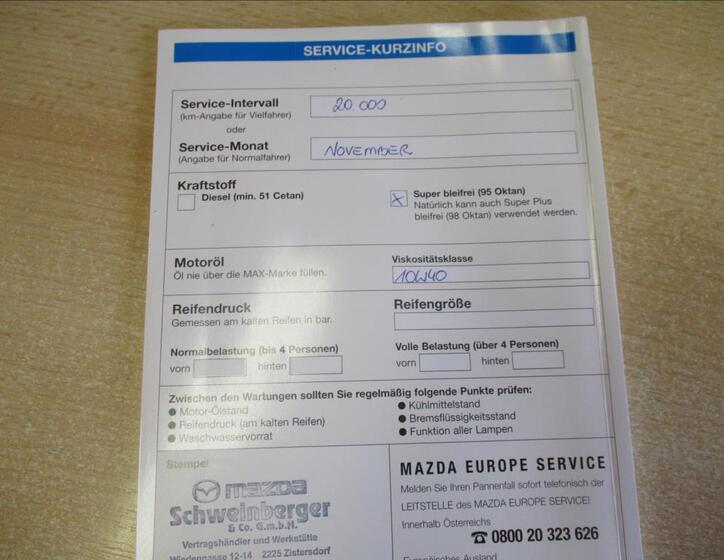 SERVICE-KURZINFO
Service-Intervall
(km-Angabe für Vielfahrer)
20.000
oder
Service-Monat
(Angabe für Normalfahrer)
NOVEMBER
Kraftstoff
Diesel (min. 51 Cetan)
Super bleifrei (95 Oktan)
Natürlich kann auch Super Plus
bleifrei (98 Oktan) verwendet werden.
Motoröl
Öl nie über die MAX-Marke füllen.
Viskositätsklasse
10W40
Reifendruck
Gemessen am kalten Reifen in bar.
Reifengröße
Normalbelastung (bis 4 Personen)
vorn hinten
Volle Belastung (über 4 Personen)
vorn hinten
Zwischen den Wartungen sollten Sie regelmäßig folgende Punkte prüfen:
● Motor-Ölstand
● Reifendruck (am kalten Reifen)
● Waschwasservorrat
● Kühlmittelstand
● Bremsflüssigkeitsstand
● Funktion aller Lampen
Stempel
mazda
Schweinberger
& Co. G.m.b.H.
Vertragshändler und Werkstätte
Wiedengasse 12-14 2225 Zistersdorf
MAZDA EUROPE SERVICE
Melden Sie Ihren Pannenfall sofort telefonisch der
LEITSTELLE des MAZDA EUROPE SERVICE!
Innerhalb Österreichs
☎ 0800 20 323 626
Europäisches Ausland